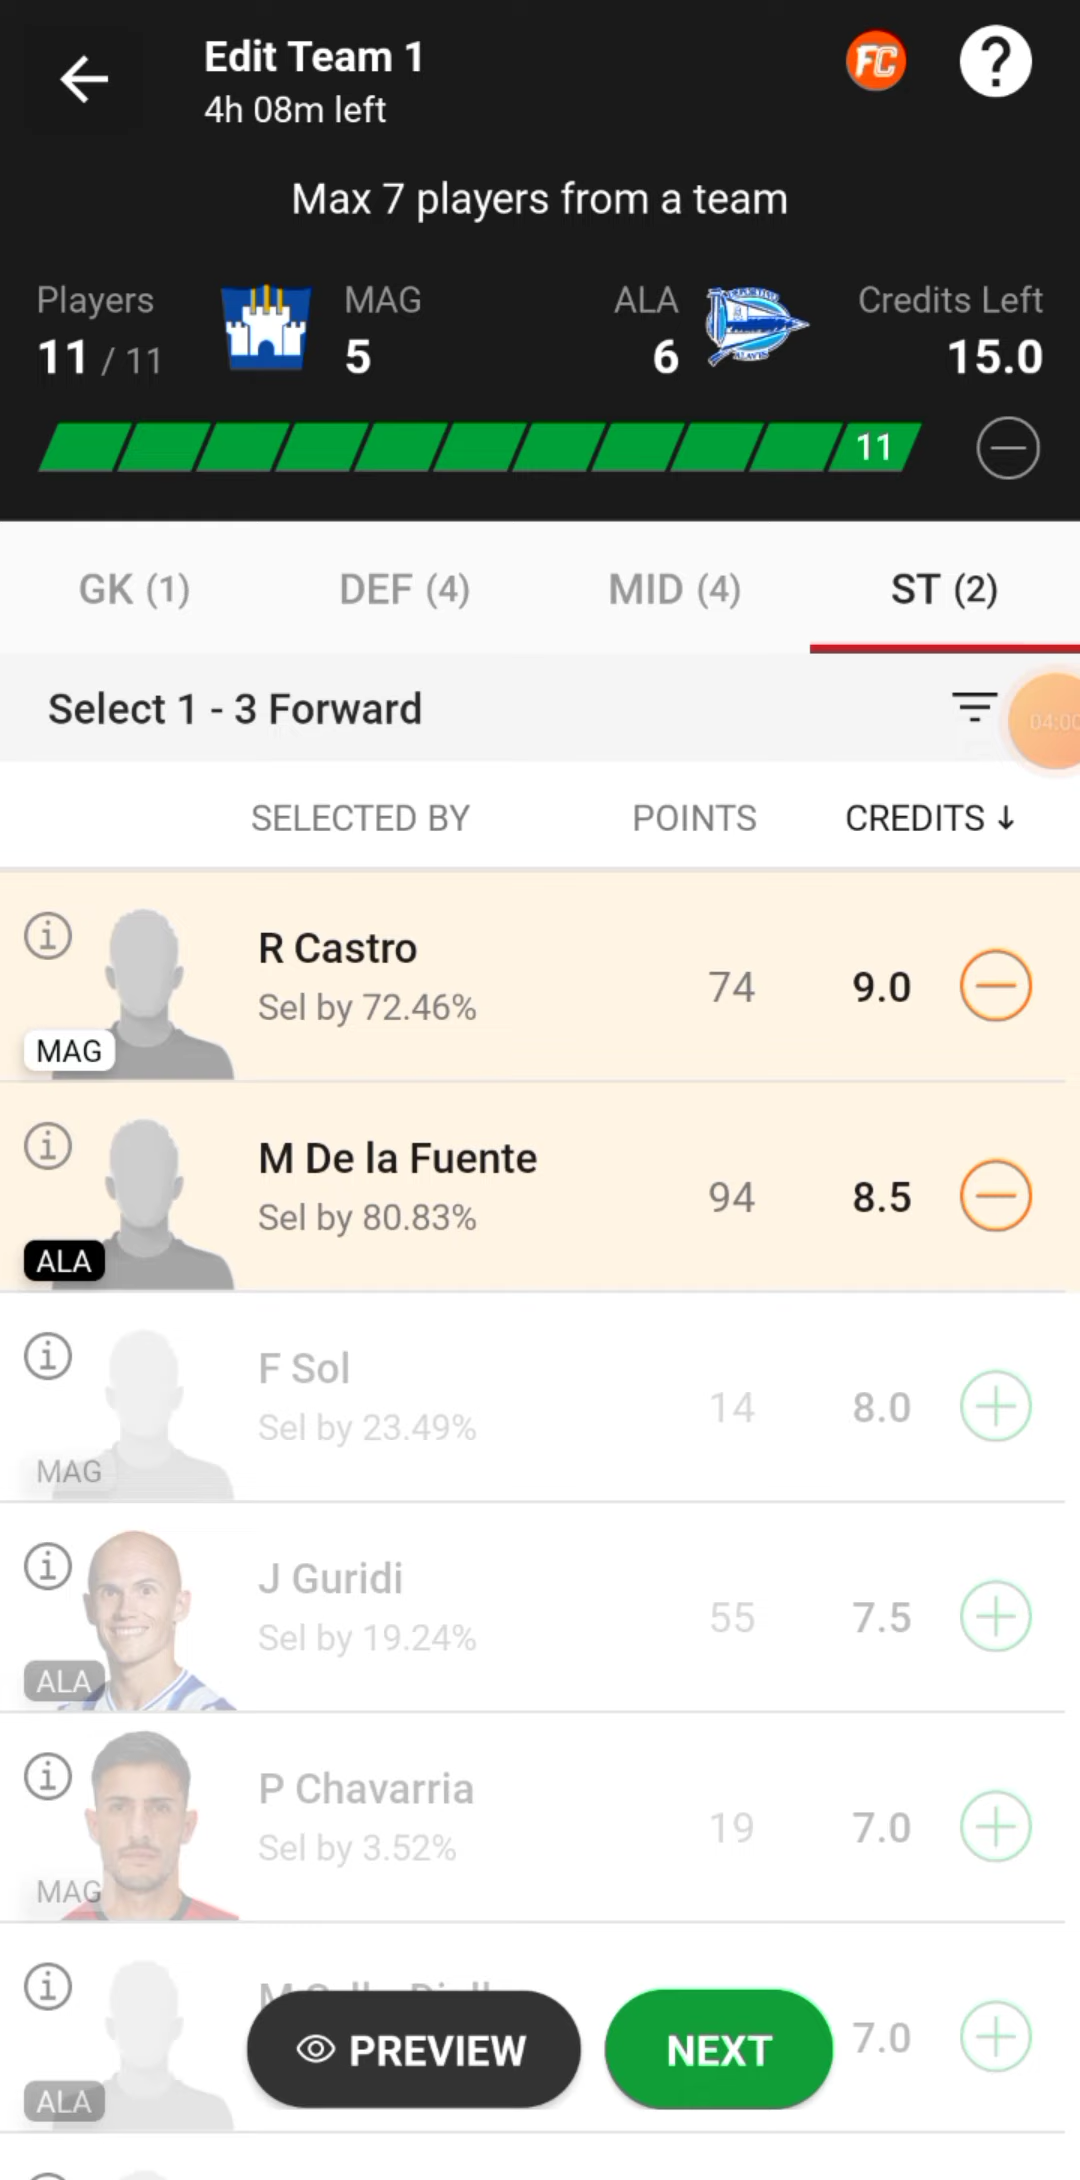 Edit Team 1
4h 08m left
FC
?
Max 7 players from a team
Players
11 / 11
MAG
5
ALA
6
Credits Left
15.0
11
GK (1)
DEF (4)
MID (4)
ST (2)
Select 1 - 3 Forward
04:00
SELECTED BY
POINTS
CREDITS ↓
R Castro
Sel by 72.46%
74
9.0
MAG
M De la Fuente
Sel by 80.83%
94
8.5
ALA
F Sol
Sel by 23.49%
14
8.0
MAG
J Guridi
Sel by 19.24%
55
7.5
ALA
P Chavarria
Sel by 3.52%
19
7.0
MAG
PREVIEW
NEXT
7.0
ALA